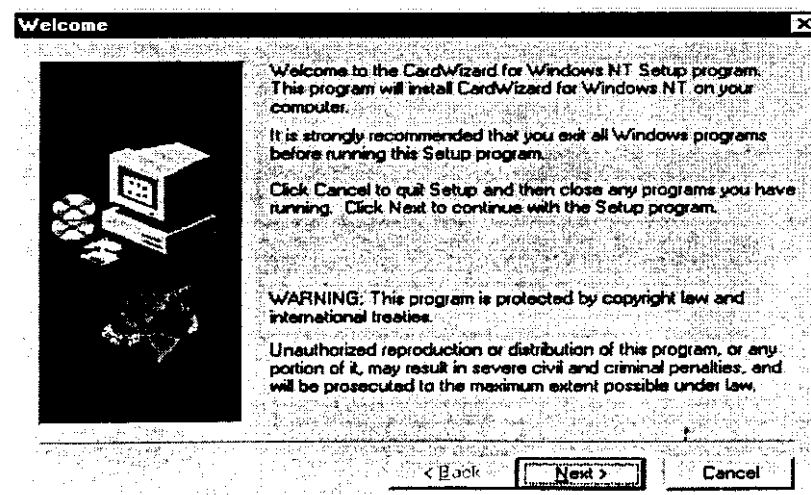 Welcome
Welcome to the CardWizard for Windows NT Setup program.
This program will install CardWizard for Windows NT on your
computer.
It is strongly recommended that you exit all Windows programs
before running this Setup program.
Click Cancel to quit Setup and then close any programs you have
running. Click Next to continue with the Setup program.
WARNING: This program is protected by copyright law and
international treaties.
Unauthorized reproduction or distribution of this program, or any
portion of it, may result in severe civil and criminal penalties, and
will be prosecuted to the maximum extent possible under law.
< Back Next > Cancel